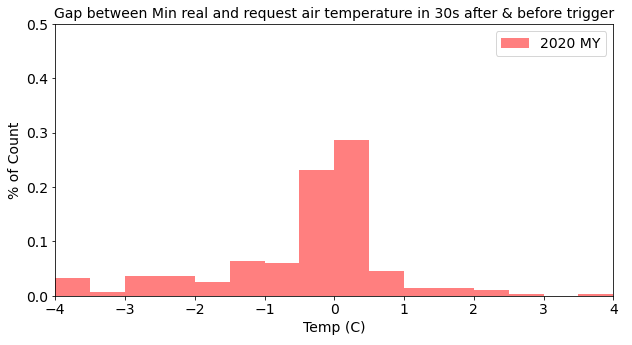 Gap between Min real and request air temperature in 30s after & before trigger
2020 MY
% of Count
0.5
0.4
0.3
0.2
0.1
0.0
−4 −3 −2 −1 0 1 2 3 4
Temp (C)